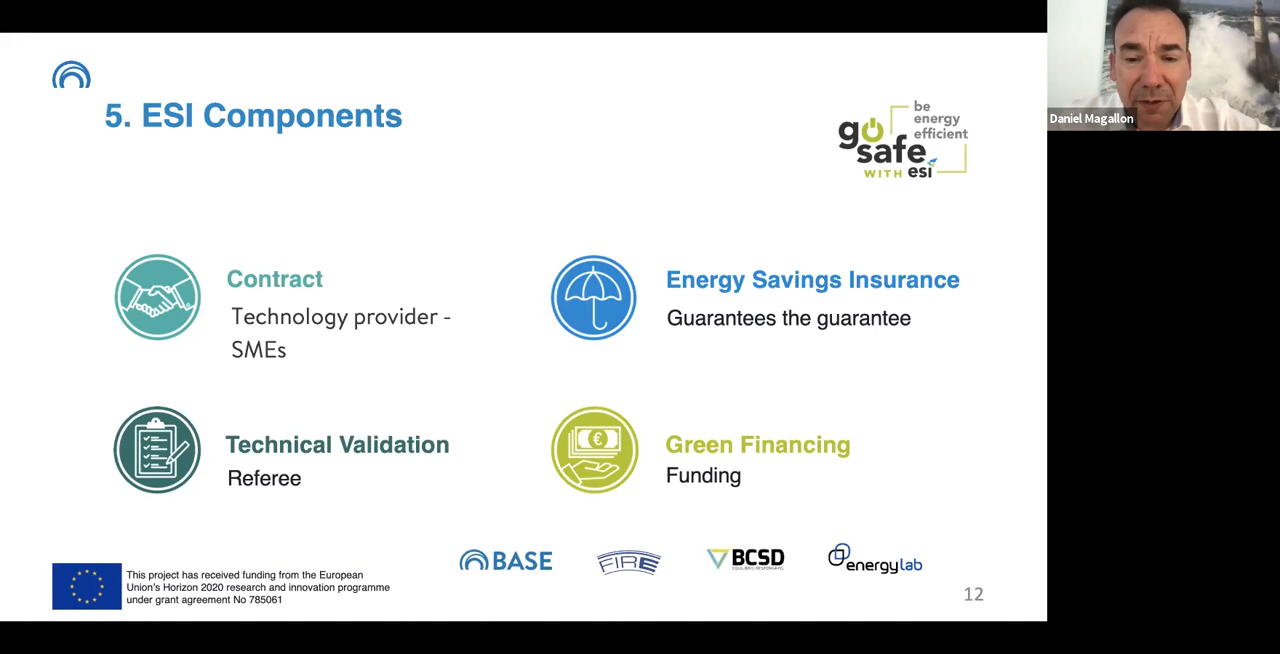 5. ESI Components
be
energy
efficient
go
safe
WITH esi
Daniel Magallon
Contract
Technology provider -
SMEs
Energy Savings Insurance
Guarantees the guarantee
Technical Validation
Referee
Green Financing
Funding
BASE
FIRE
BCSD
energylab
This project has received funding from the European
Union's Horizon 2020 research and innovation programme
under grant agreement No 785061
12